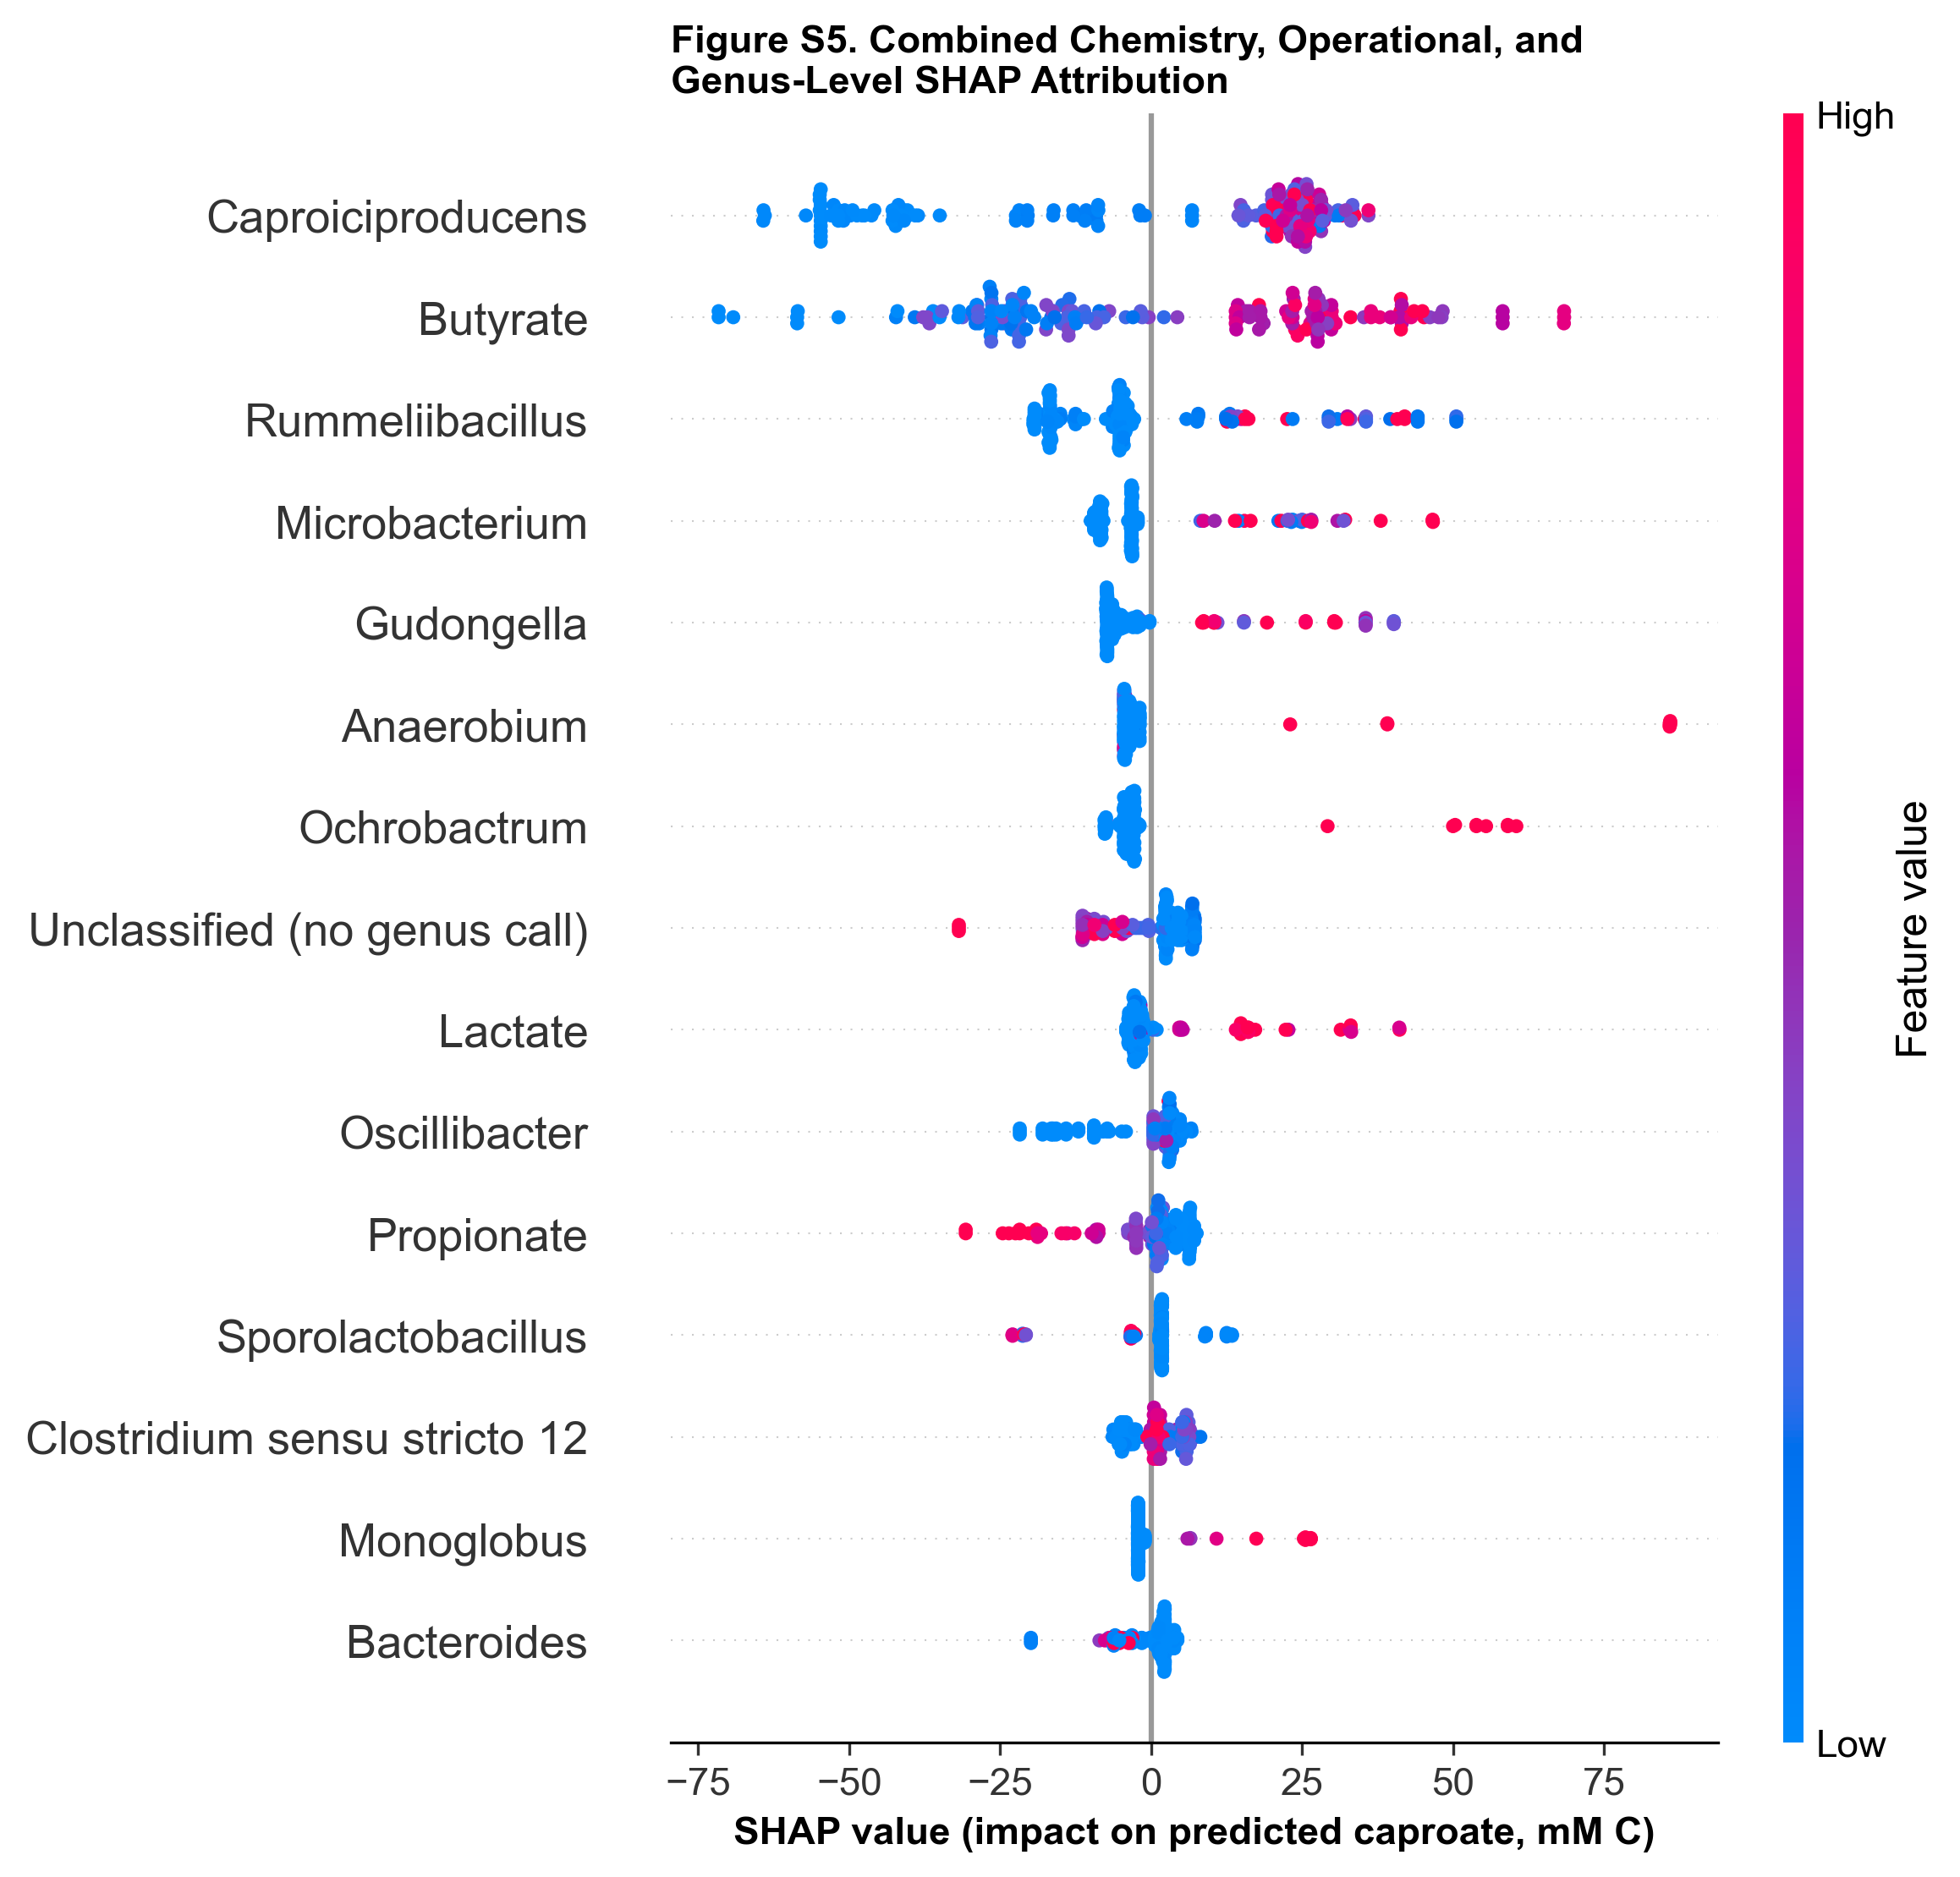 Figure S5. Combined Chemistry, Operational, and
Genus-Level SHAP Attribution
High
Caproiciproducens
Butyrate
Rummeliibacillus
Microbacterium
Gudongella
Anaerobium
Ochrobactrum
Unclassified (no genus call)
Lactate
Oscillibacter
Propionate
Sporolactobacillus
Clostridium sensu stricto 12
Monoglobus
Bacteroides
Feature value
Low
−75 −50 −25 0 25 50 75
SHAP value (impact on predicted caproate, mM C)